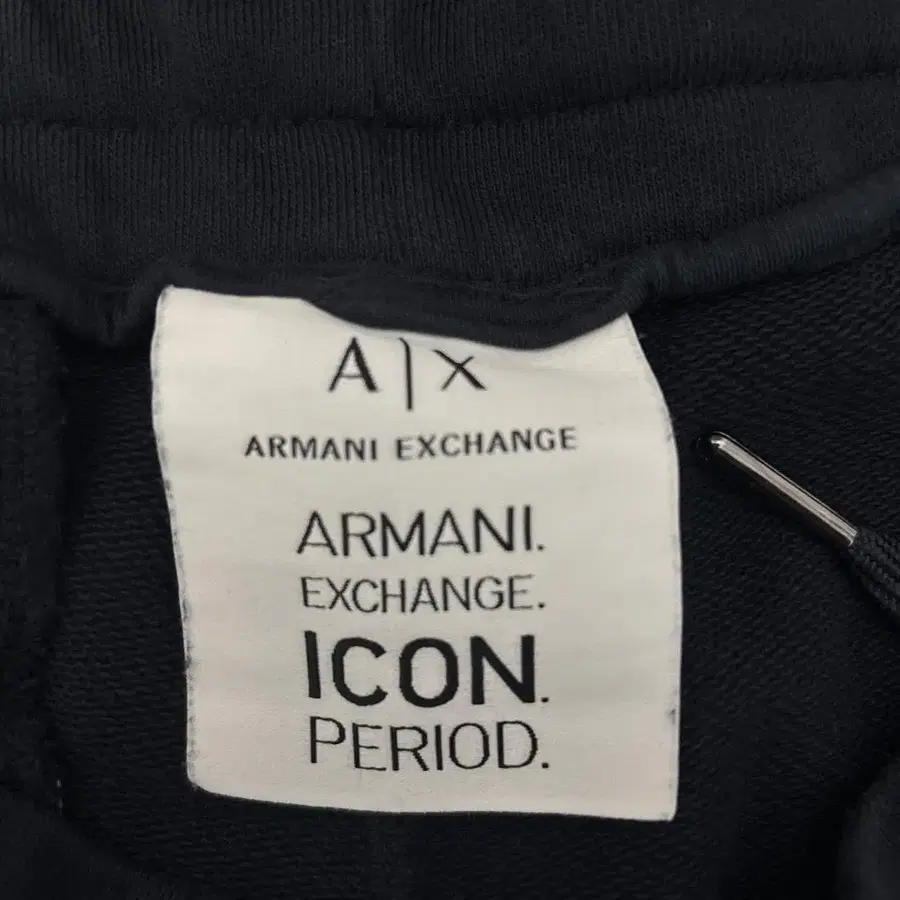 A|X
ARMANI EXCHANGE
ARMANI.
EXCHANGE.
ICON.
PERIOD.